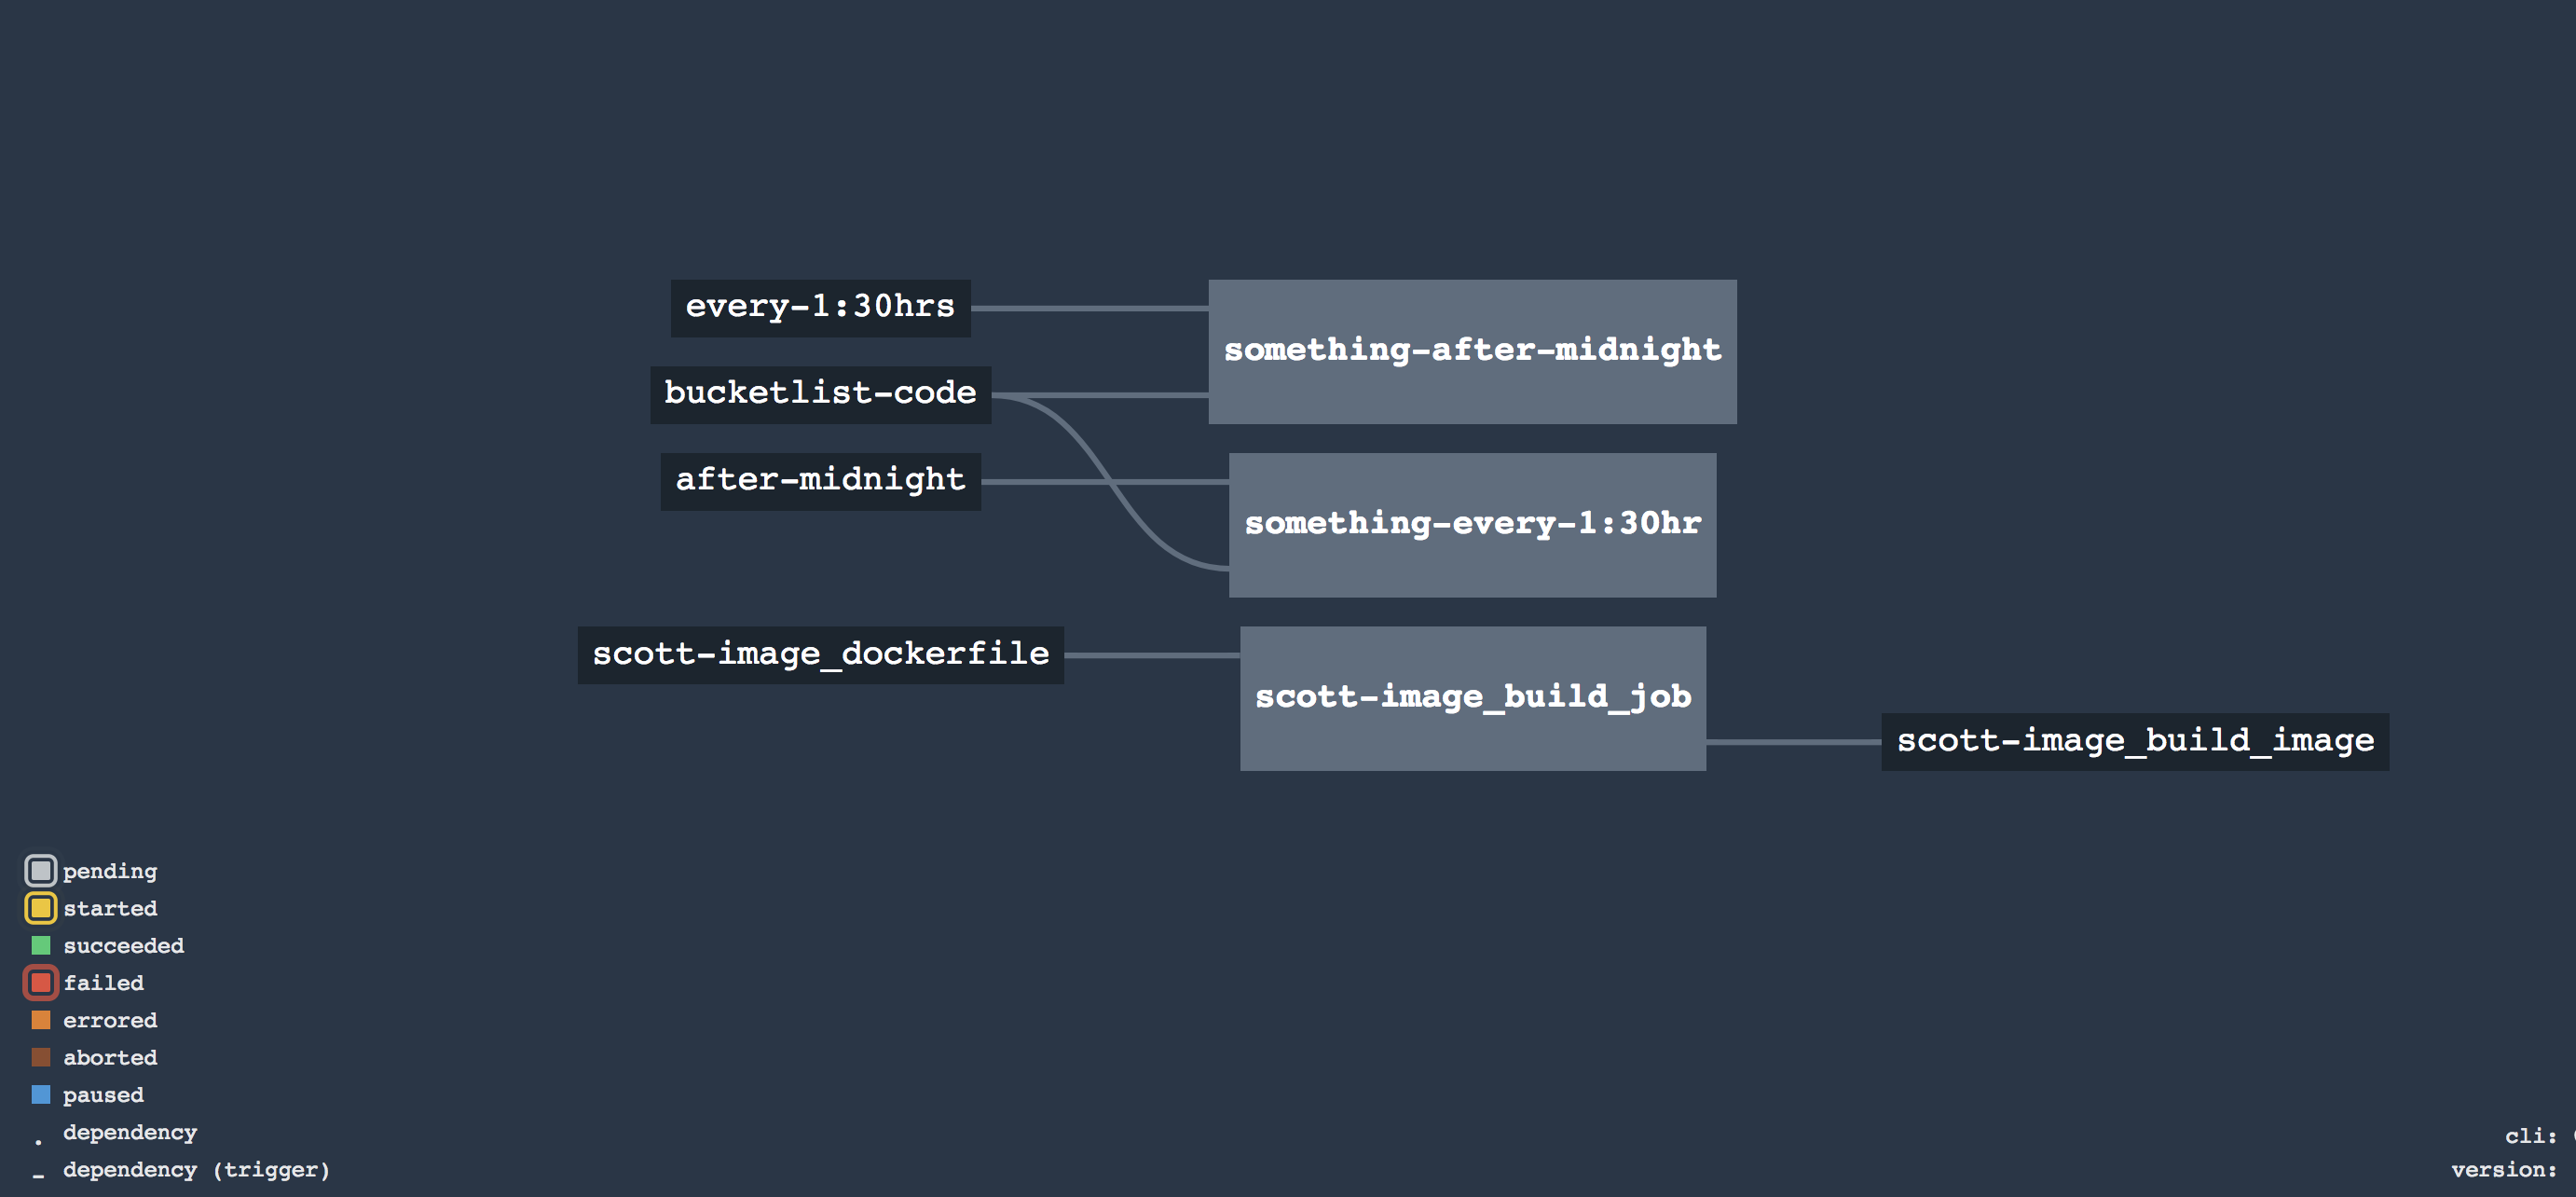 every-1:30hrs
something-after-midnight
bucketlist-code
after-midnight
something-every-1:30hr
scott-image_dockerfile
scott-image_build_job
scott-image_build_image
pending
started
succeeded
failed
errored
aborted
paused
. dependency
– dependency (trigger)
cli:
version: